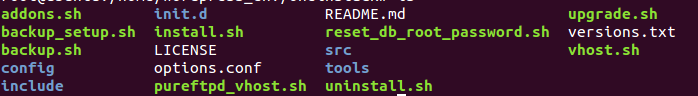 addons.sh init.d README.md upgrade.sh
backup_setup.sh install.sh reset_db_root_password.sh versions.txt
backup.sh LICENSE src vhost.sh
config options.conf tools
include pureftpd_vhost.sh uninstall.sh